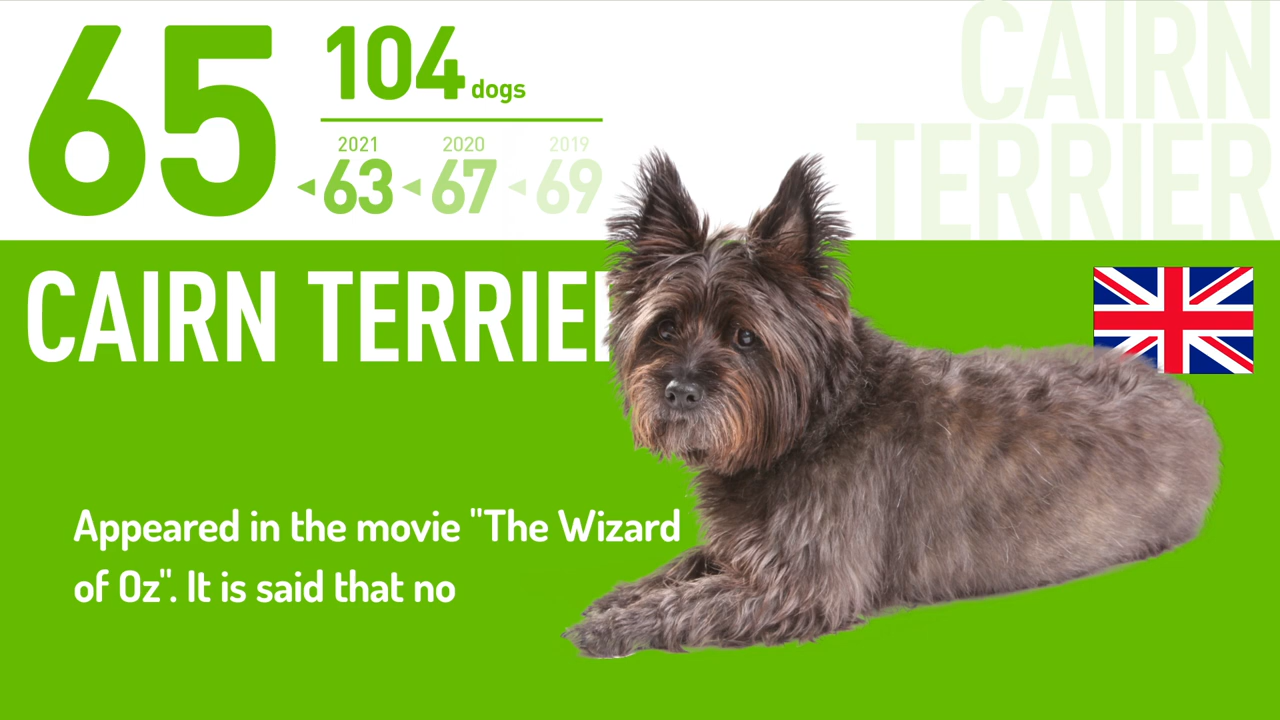 65
104 dogs
2021 2020 2019
63 67 69
CAIRN
TERRIER
CAIRN TERRIE
Appeared in the movie "The Wizard
of Oz". It is said that no